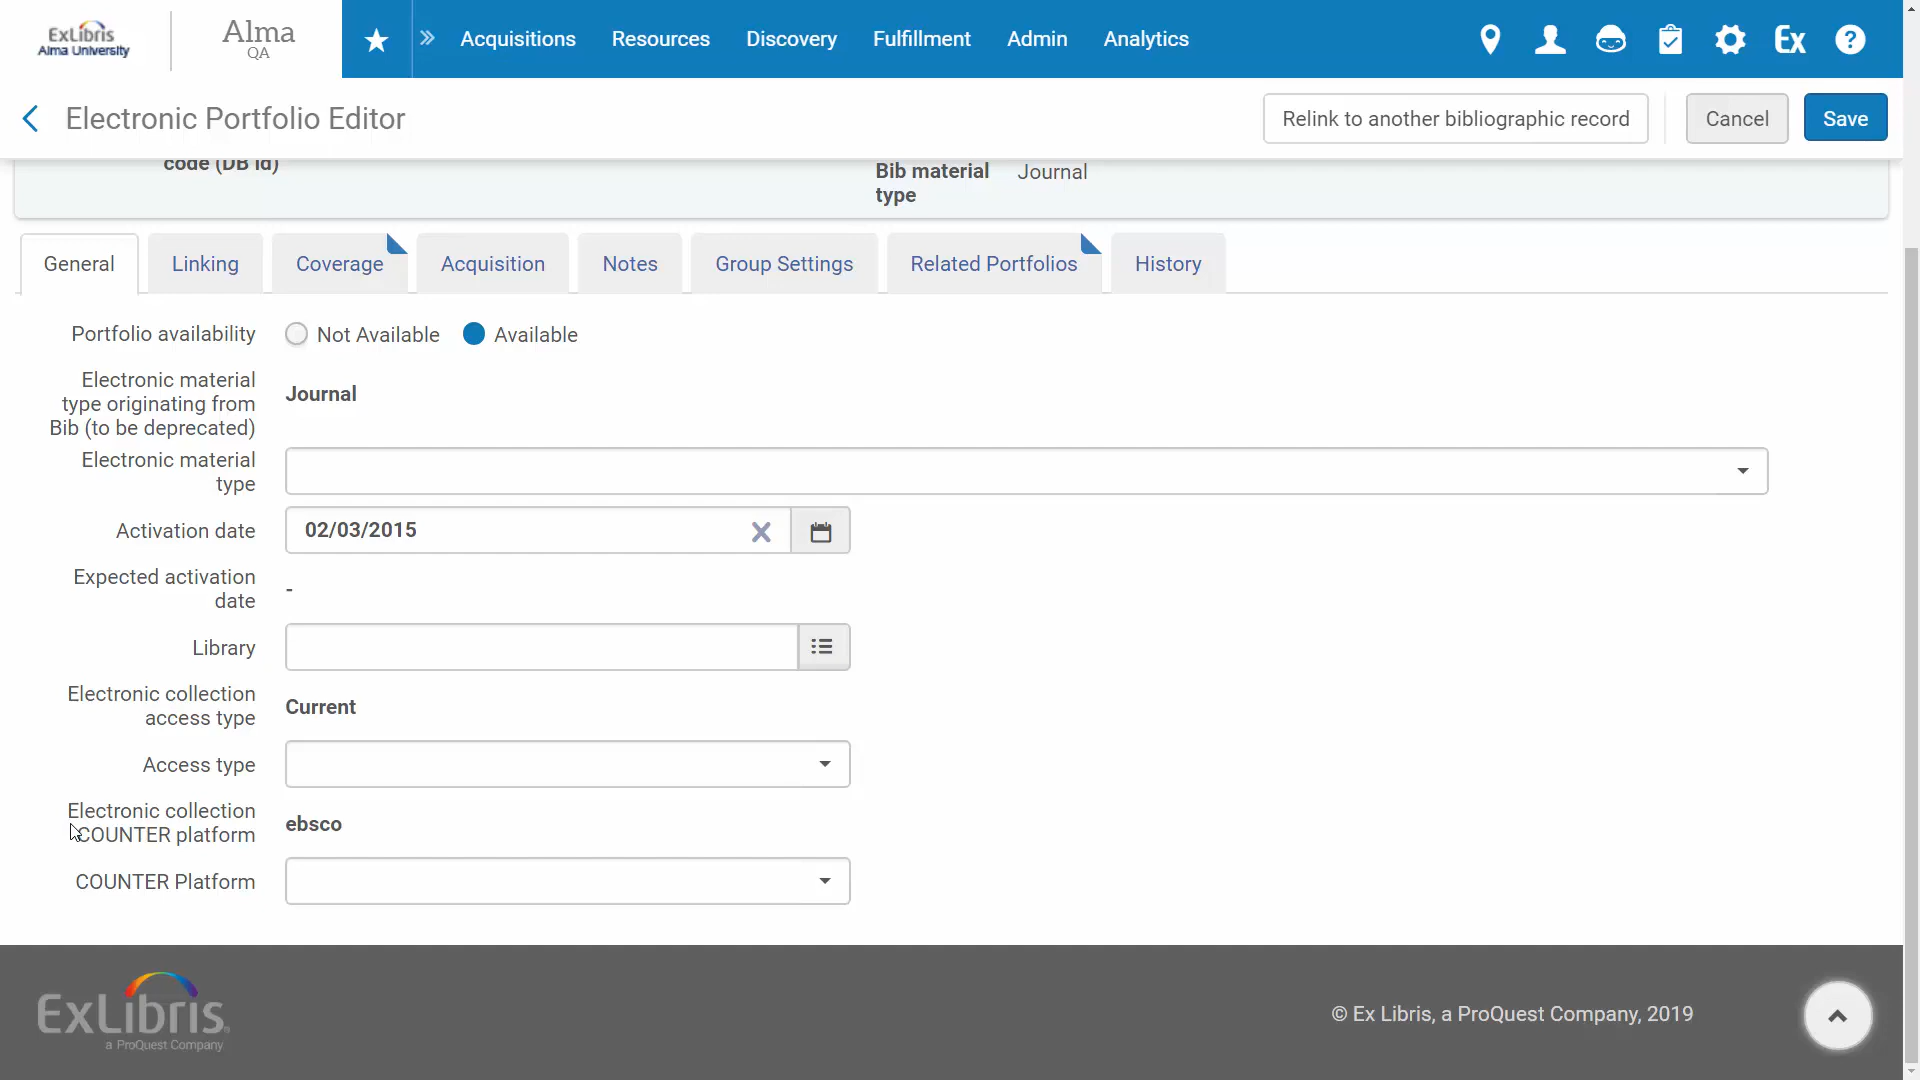 ExLibris
Alma University
Alma
QA
Acquisitions
Resources
Discovery
Fulfillment
Admin
Analytics
Ex
?
Electronic Portfolio Editor
Relink to another bibliographic record
Cancel
Save
code (DB id)
Bib material
type
Journal
General
Linking
Coverage
Acquisition
Notes
Group Settings
Related Portfolios
History
Portfolio availability
Not Available
Available
Electronic material
type originating from
Bib (to be deprecated)
Journal
Electronic material
type
Activation date
02/03/2015
Expected activation
date
-
Library
Electronic collection
access type
Current
Access type
Electronic collection
COUNTER platform
ebsco
COUNTER Platform
ExLibris
a ProQuest Company
© Ex Libris, a ProQuest Company, 2019